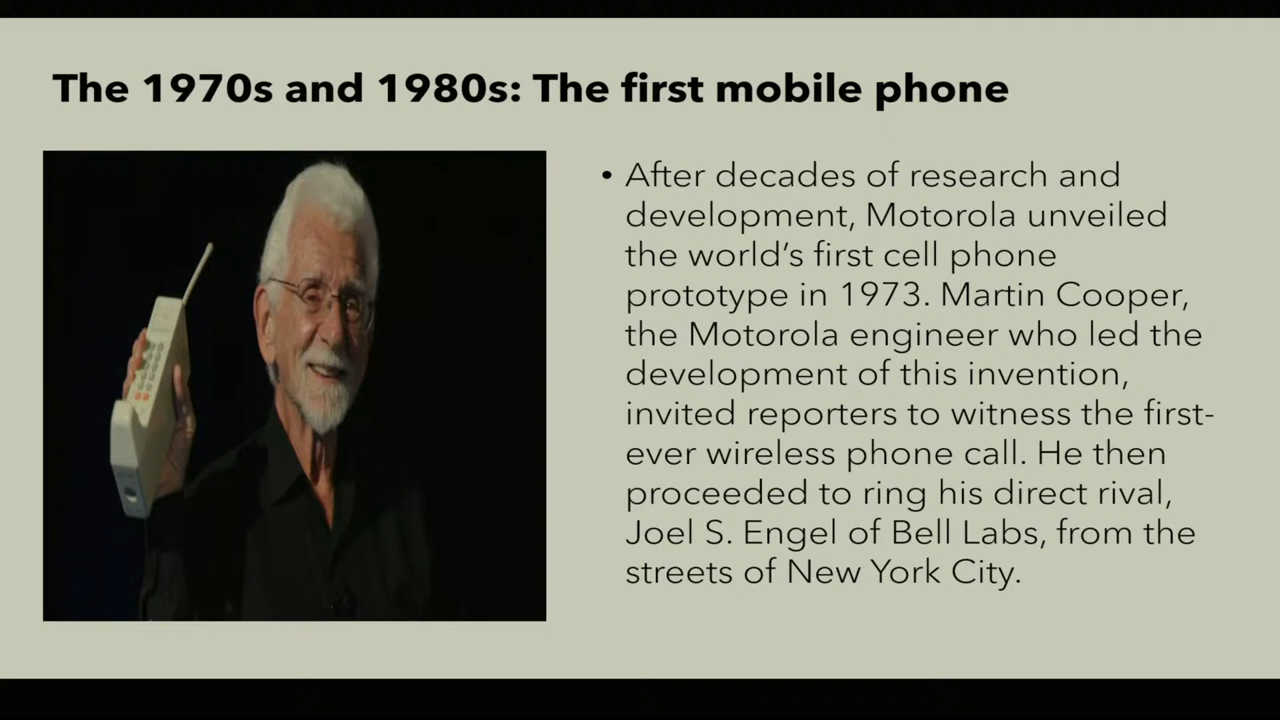 The 1970s and 1980s: The first mobile phone
• After decades of research and
development, Motorola unveiled
the world’s first cell phone
prototype in 1973. Martin Cooper,
the Motorola engineer who led the
development of this invention,
invited reporters to witness the first-
ever wireless phone call. He then
proceeded to ring his direct rival,
Joel S. Engel of Bell Labs, from the
streets of New York City.